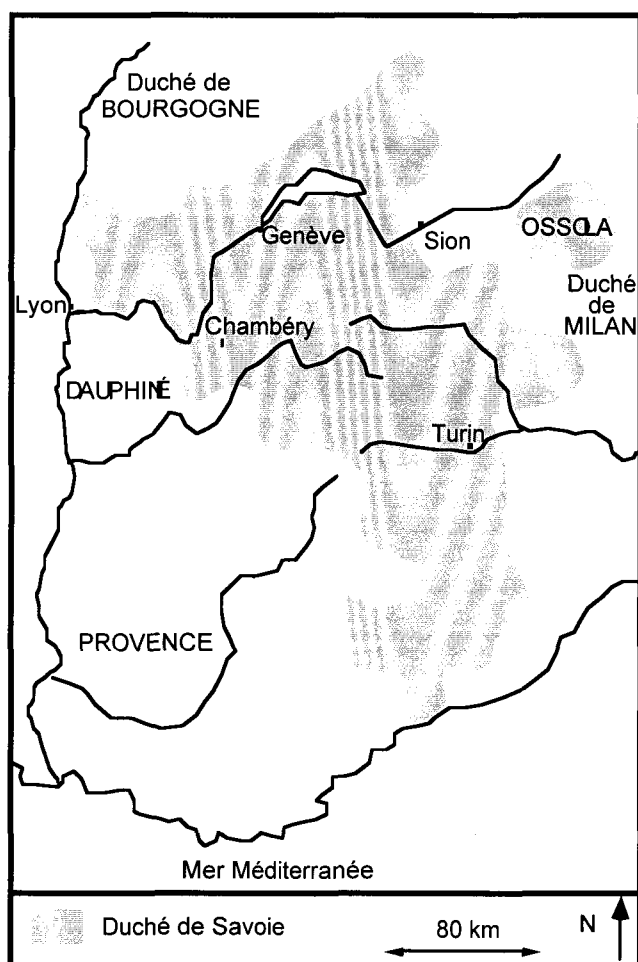 Duché de
BOURGOGNE
Genève
Sion
OSSOLA
Lyon
Chambéry
Duché
de
MILAN
DAUPHINÉ
Turin
PROVENCE
Mer Méditerranée
Duché de Savoie
80 km
N